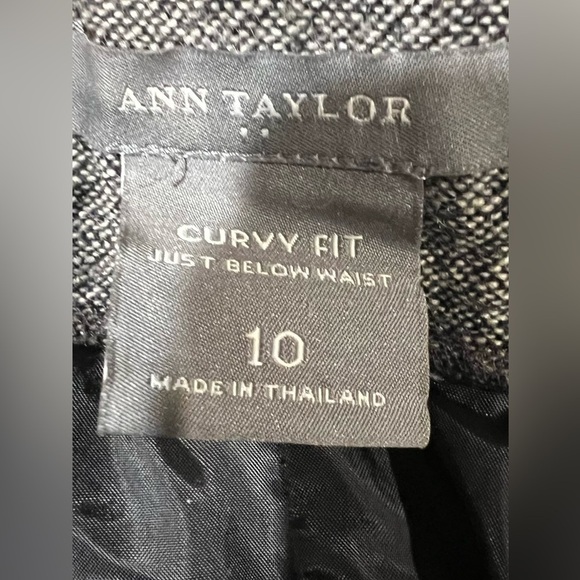 ANN TAYLOR
CURVY FIT
JUST BELOW WAIST
10
MADE IN THAILAND